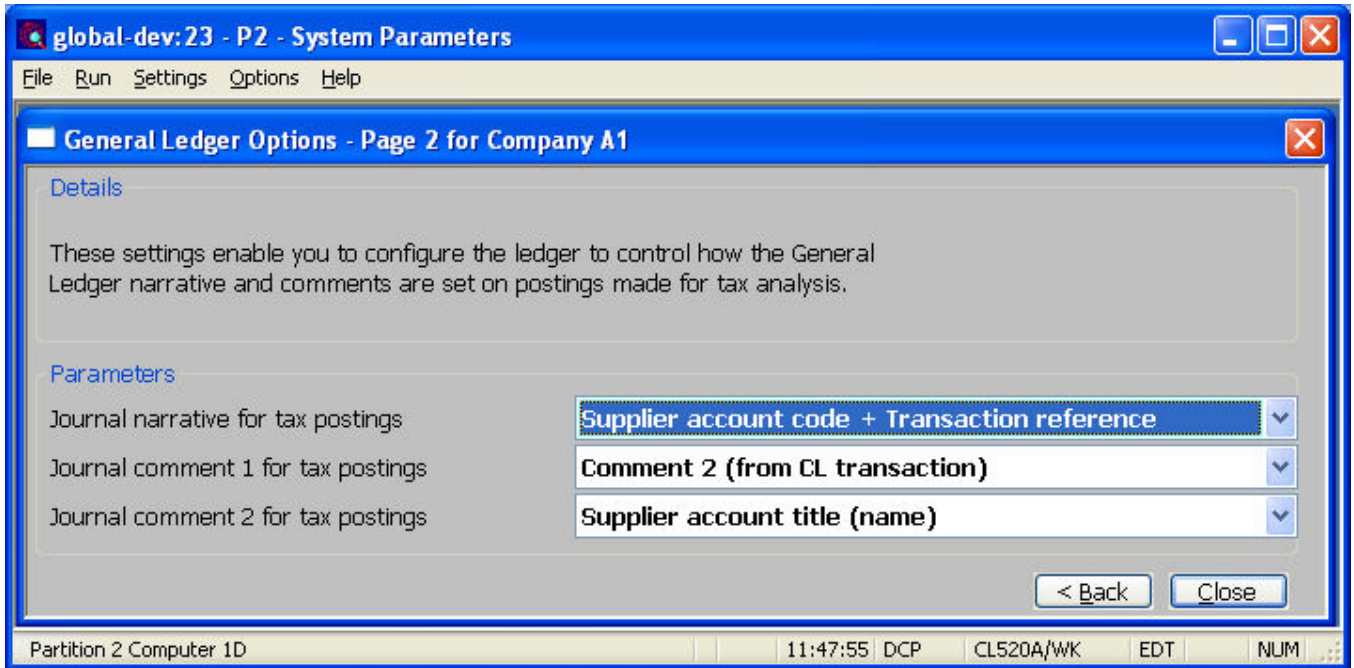 global-dev:23 - P2 - System Parameters
File Run Settings Options Help
General Ledger Options - Page 2 for Company A1
Details
These settings enable you to configure the ledger to control how the General
Ledger narrative and comments are set on postings made for tax analysis.
Parameters
Journal narrative for tax postings Supplier account code + Transaction reference
Journal comment 1 for tax postings Comment 2 (from CL transaction)
Journal comment 2 for tax postings Supplier account title (name)
< Back Close
Partition 2 Computer 1D 11:47:55 DCP CL520A/WK EDT NUM